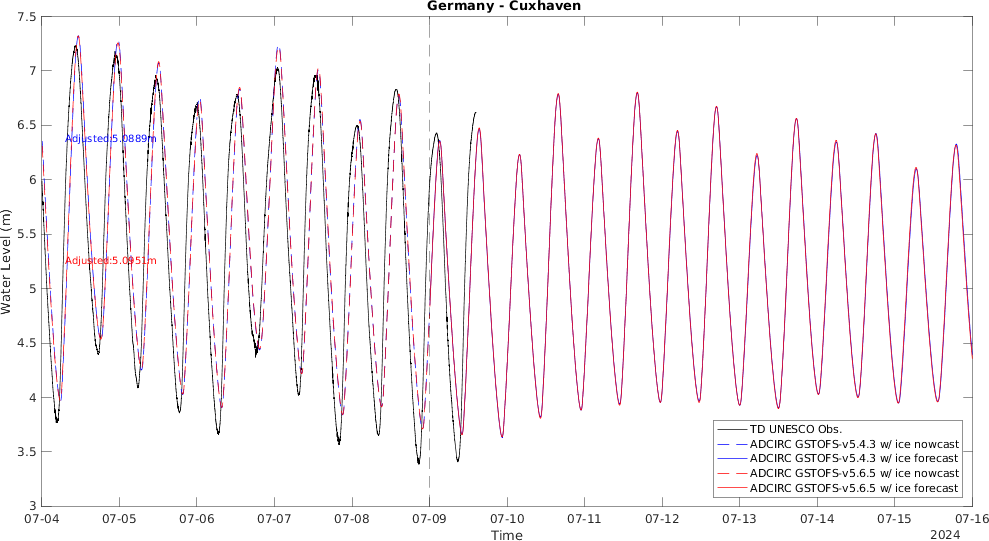 Germany - Cuxhaven
7.5
7
6.5
6
5.5
5
4.5
4
3.5
3
Water Level (m)
Adjusted:5.0889m
Adjusted:5.0951m
TD UNESCO Obs.
ADCIRC GSTOFS-v5.4.3 w/ ice nowcast
ADCIRC GSTOFS-v5.4.3 w/ ice forecast
ADCIRC GSTOFS-v5.6.5 w/ ice nowcast
ADCIRC GSTOFS-v5.6.5 w/ ice forecast
07-04 07-05 07-06 07-07 07-08 07-09 07-10 07-11 07-12 07-13 07-14 07-15 07-16
Time
2024